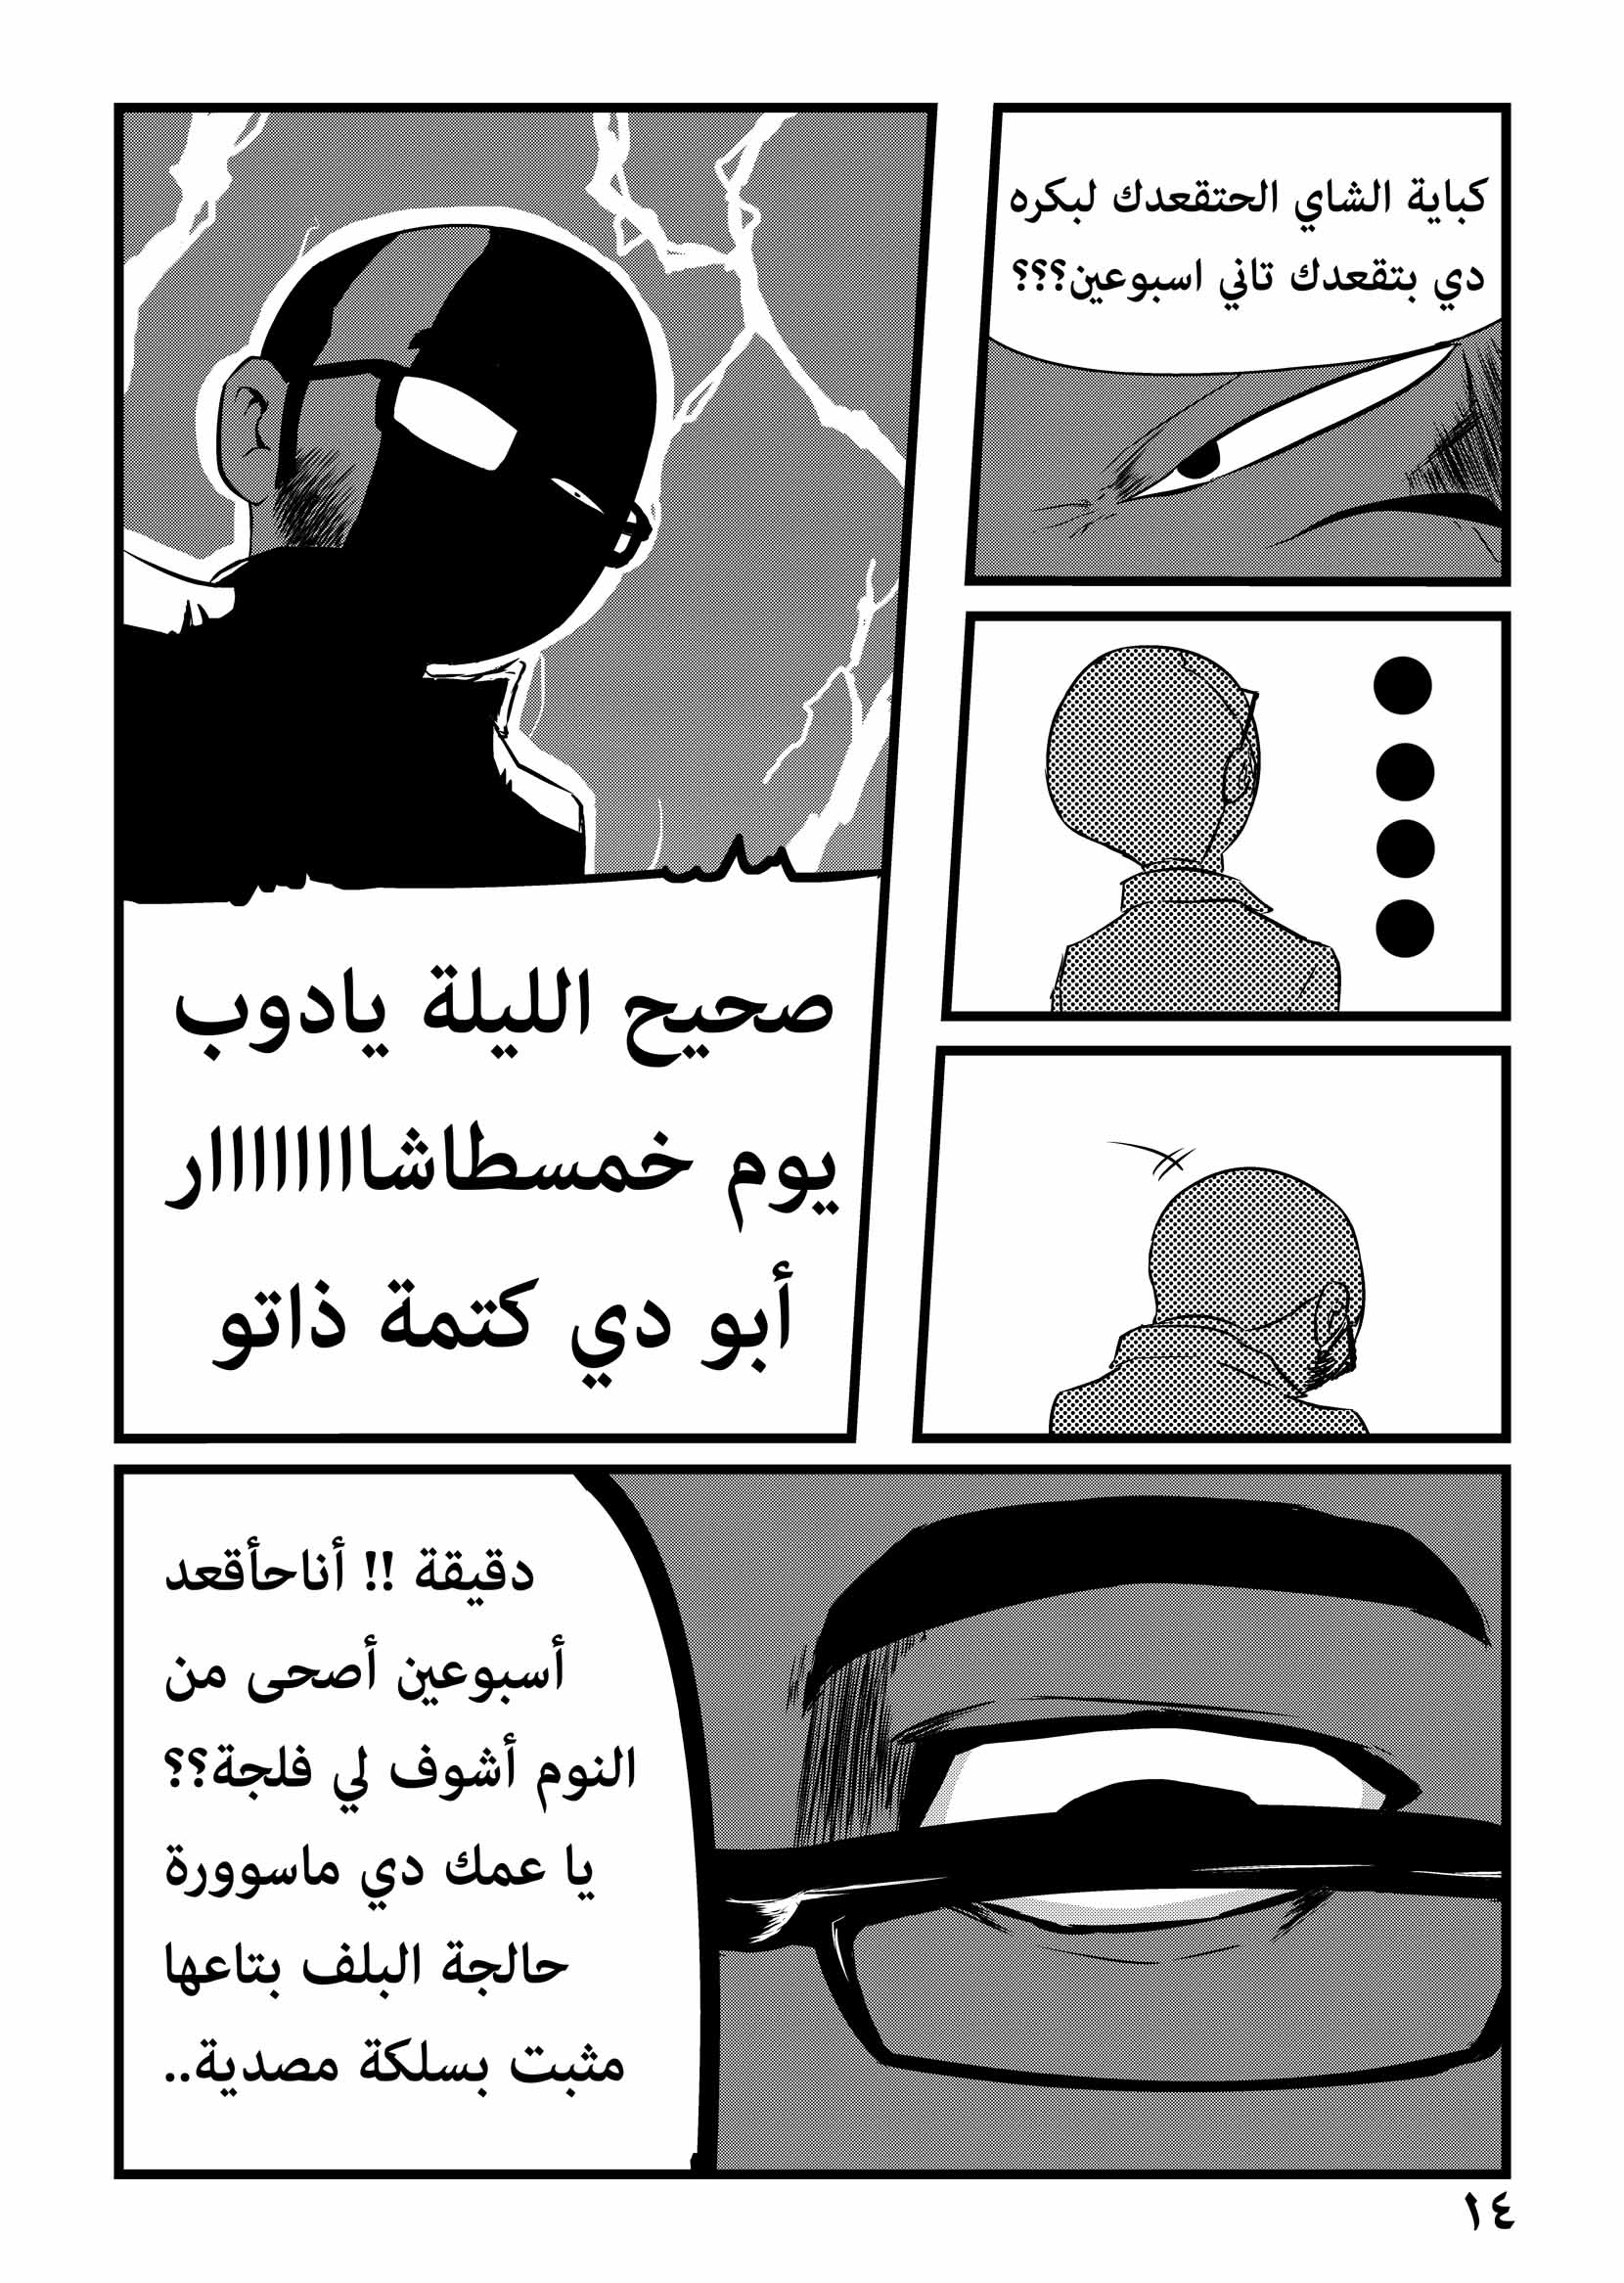 كباية الشاي الحتقعدك لبكره
دي بتقعدك تاني اسبوعين؟؟؟
صحيح الليلة يادوب
يوم خمسطاشااااااااار
أبو دي كتمة ذاتو
دقيقة !! أناحأقعد
أسبوعين أصحى من
النوم أشوف لي فلجة؟؟
يا عمك دي ماسوورة
حالجة البلف بتاعها
مثبت بسلكة مصدية..
١٤